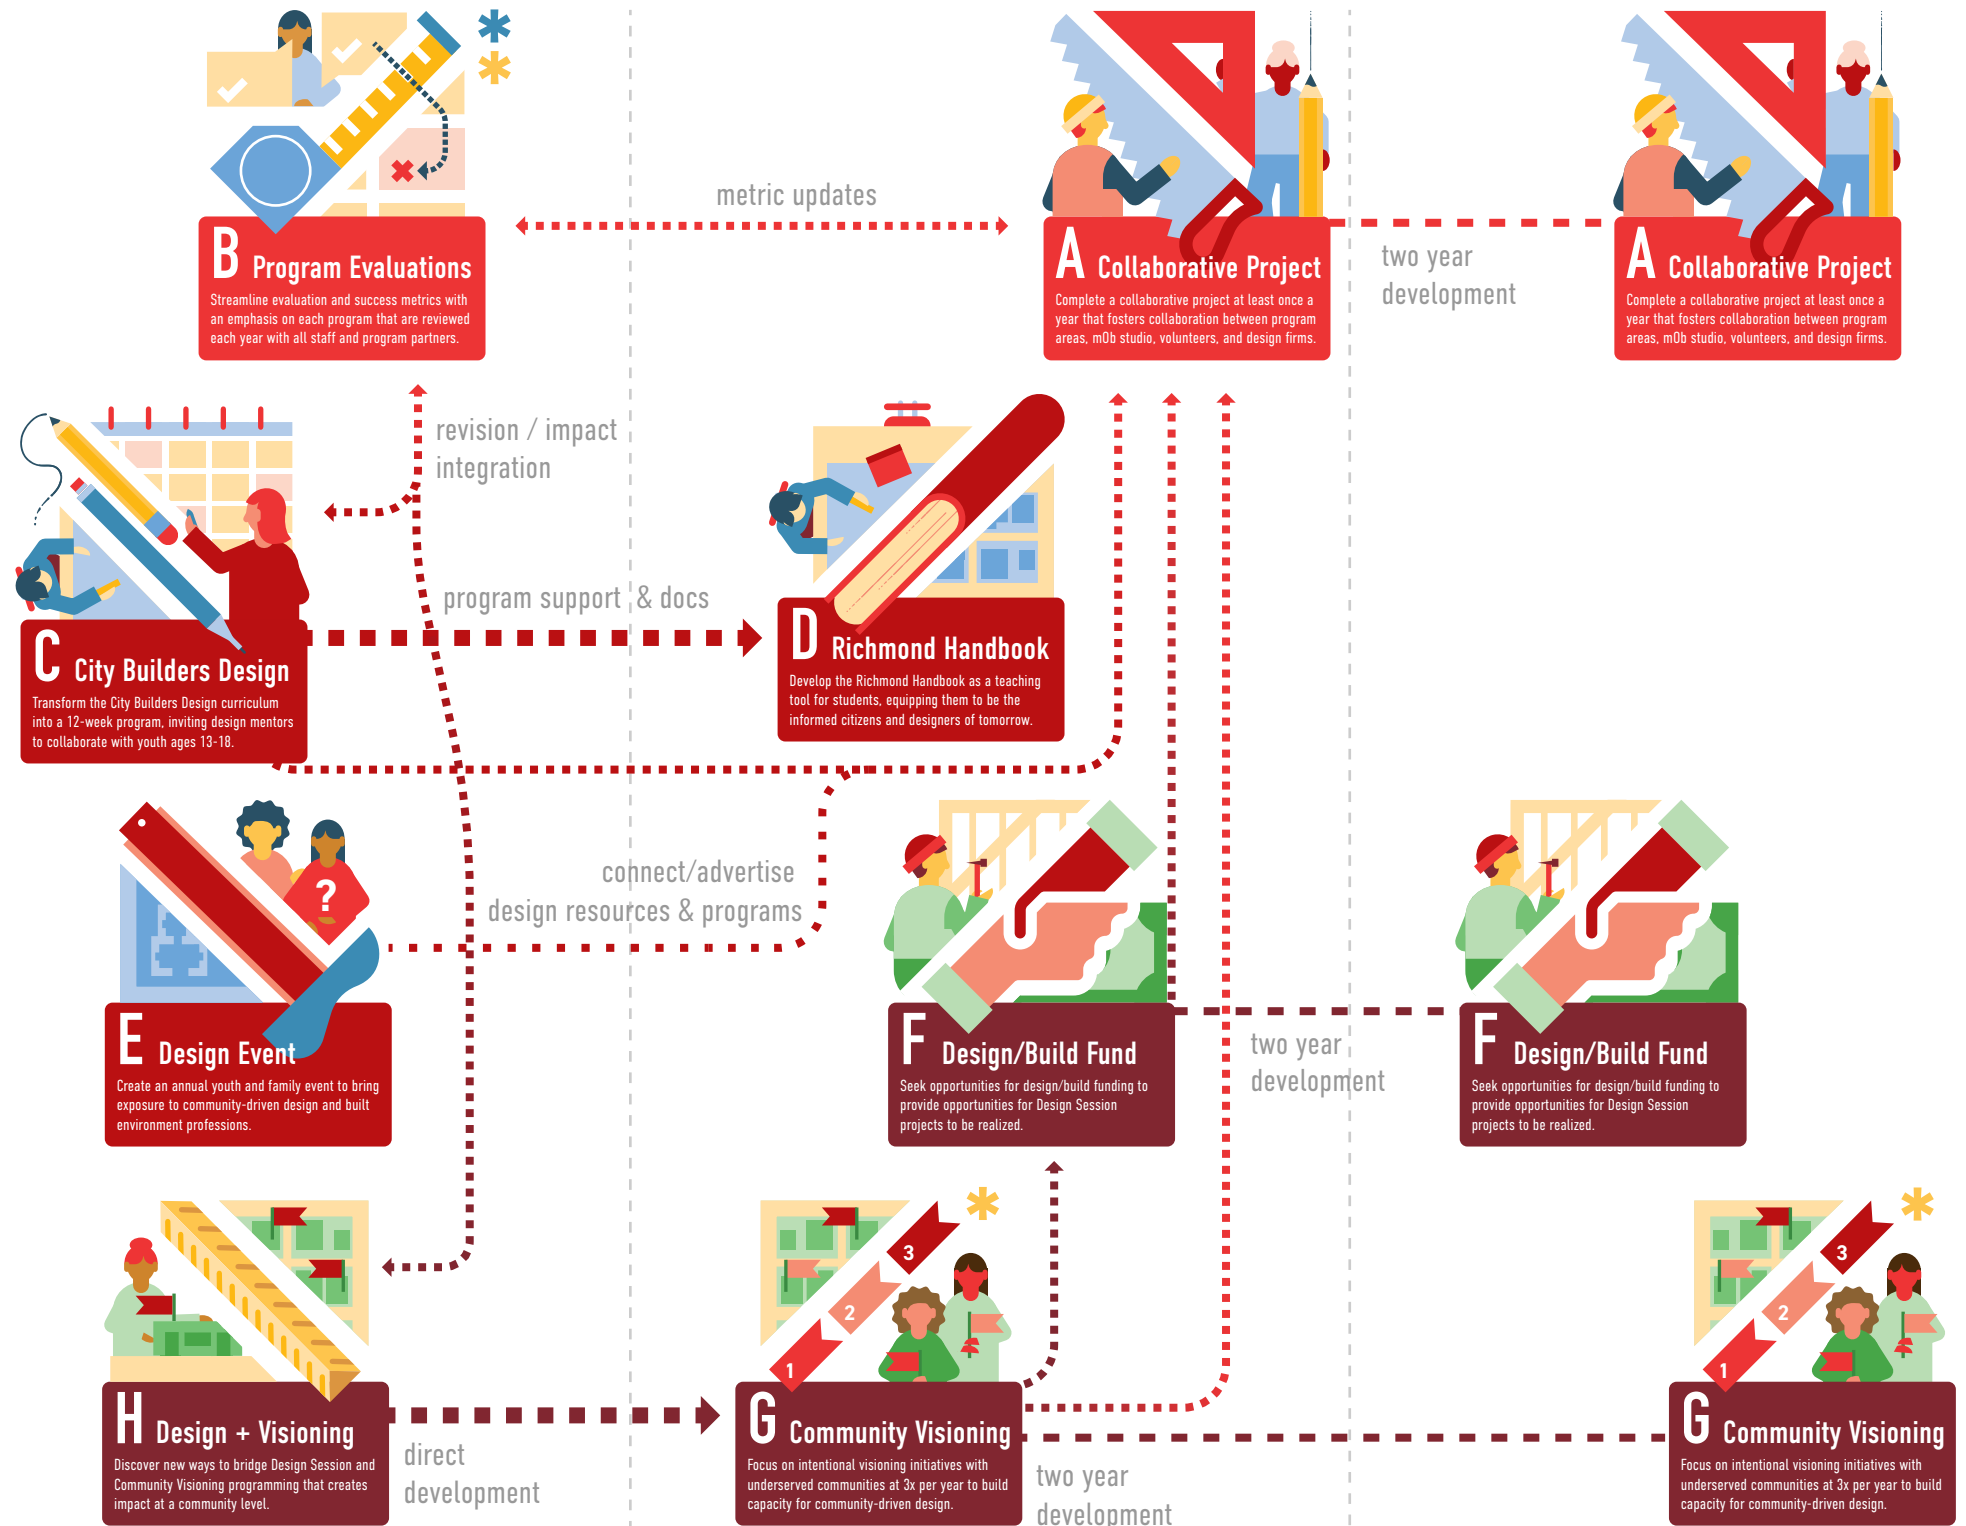 B Program Evaluations
Streamline evaluation and success metrics with
an emphasis on each program that are reviewed
each year with all staff and program partners.
metric updates
A Collaborative Project
Complete a collaborative project at least once a
year that fosters collaboration between program
areas, mOb studio, volunteers, and design firms.
two year
development
A Collaborative Project
Complete a collaborative project at least once a
year that fosters collaboration between program
areas, mOb studio, volunteers, and design firms.
revision / impact
integration
C City Builders Design
Transform the City Builders Design curriculum
into a 12-week program, inviting design mentors
to collaborate with youth ages 13-18.
program support & docs
D Richmond Handbook
Develop the Richmond Handbook as a teaching
tool for students, equipping them to be the
informed citizens and designers of tomorrow.
?
E Design Event
Create an annual youth and family event to bring
exposure to community-driven design and built
environment professions.
connect/advertise
design resources & programs
F Design/Build Fund
Seek opportunities for design/build funding to
provide opportunities for Design Session
projects to be realized.
two year
development
F Design/Build Fund
Seek opportunities for design/build funding to
provide opportunities for Design Session
projects to be realized.
H Design + Visioning
Discover new ways to bridge Design Session and
Community Visioning programming that creates
impact at a community level.
direct
development
3
2
1
G Community Visioning
Focus on intentional visioning initiatives with
underserved communities at 3x per year to build
capacity for community-driven design.
two year
development
3
2
1
G Community Visioning
Focus on intentional visioning initiatives with
underserved communities at 3x per year to build
capacity for community-driven design.